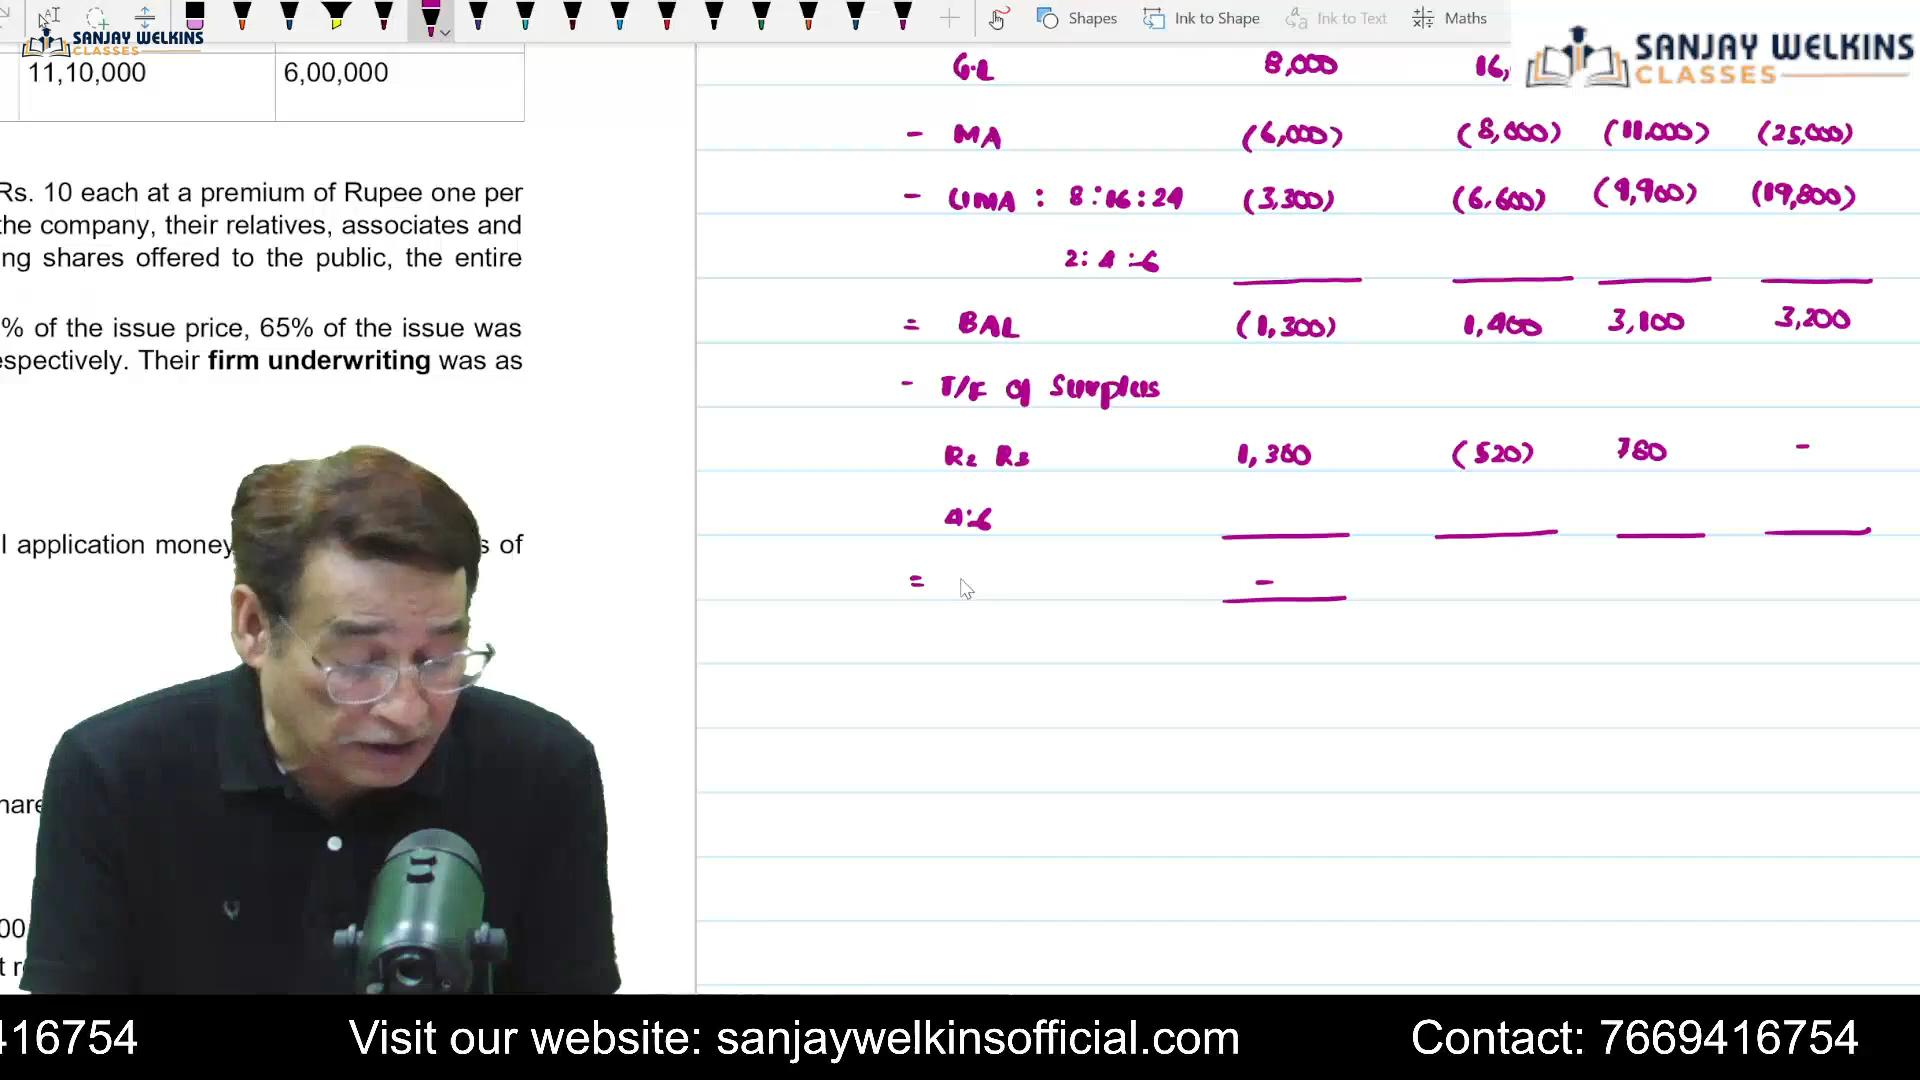 Shapes Ink to Shape Ink to Text Maths
SANJAY WELKINS
CLASSES
SANJAY WELKINS
CLASSES
11,10,000 6,00,000
Rs. 10 each at a premium of Rupee one per
the company, their relatives, associates and
ng shares offered to the public, the entire
% of the issue price, 65% of the issue was
espectively. Their firm underwriting was as
l application money s of
hare
00
t r
G.L 8,000 16,
- MA (6,000) (8,000) (11,000) (25,000)
- UMA : 8:16:24 (3,300) (6,600) (9,900) (19,800)
2:4:6
= BAL (1,300) 1,400 3,100 3,200
- T/F of Surplus
R2 R3 1,300 (520) 780 -
4:6
= -
416754 Visit our website: sanjaywelkinsofficial.com Contact: 7669416754